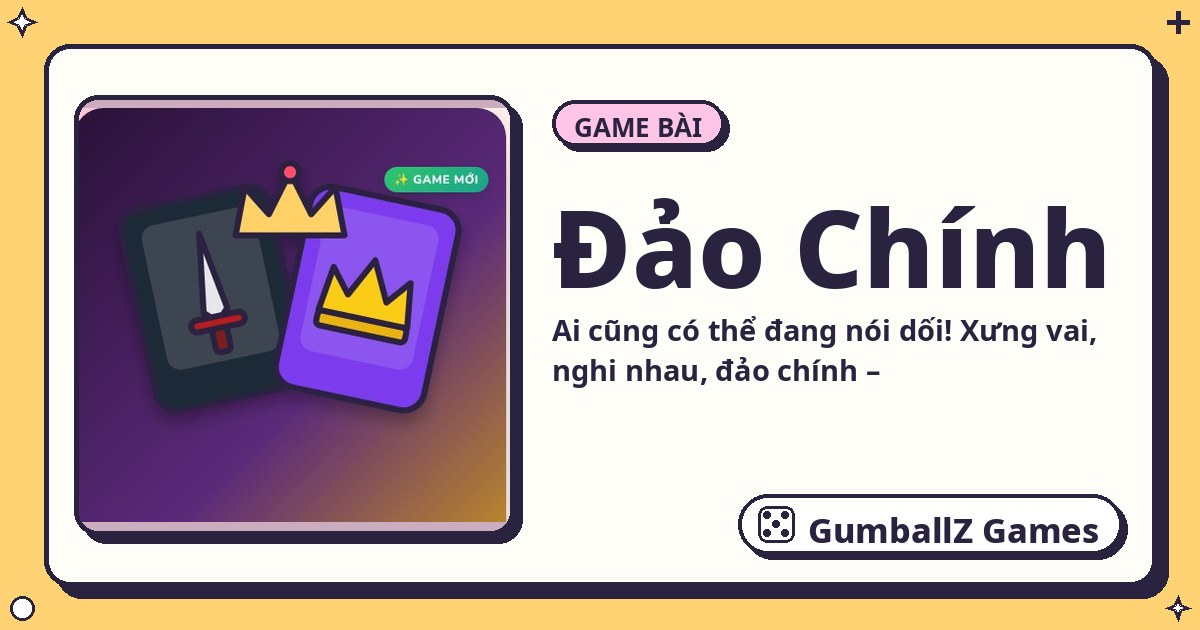 ✨ GAME MỚI
GAME BÀI
Đảo Chính
Ai cũng có thể đang nói dối! Xưng vai,
nghi nhau, đảo chính –
GumballZ Games